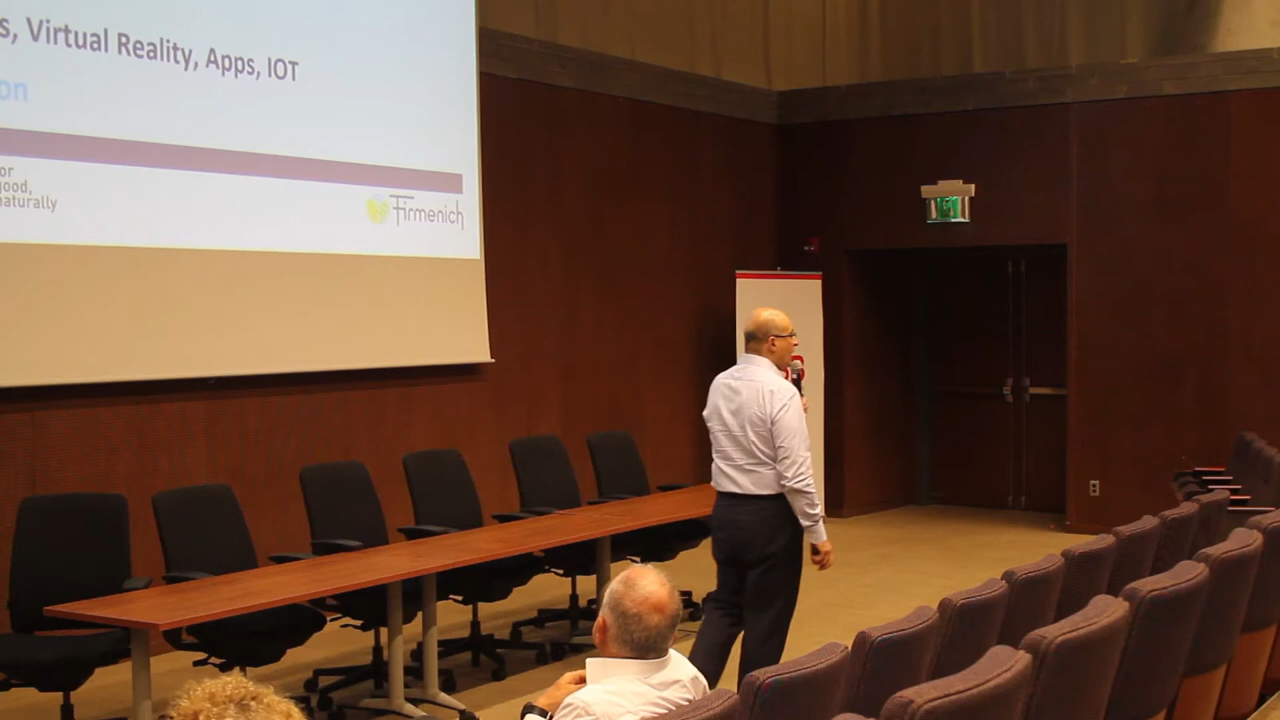 s, Virtual Reality, Apps, IOT
on
or
good,
naturally
Firmenich